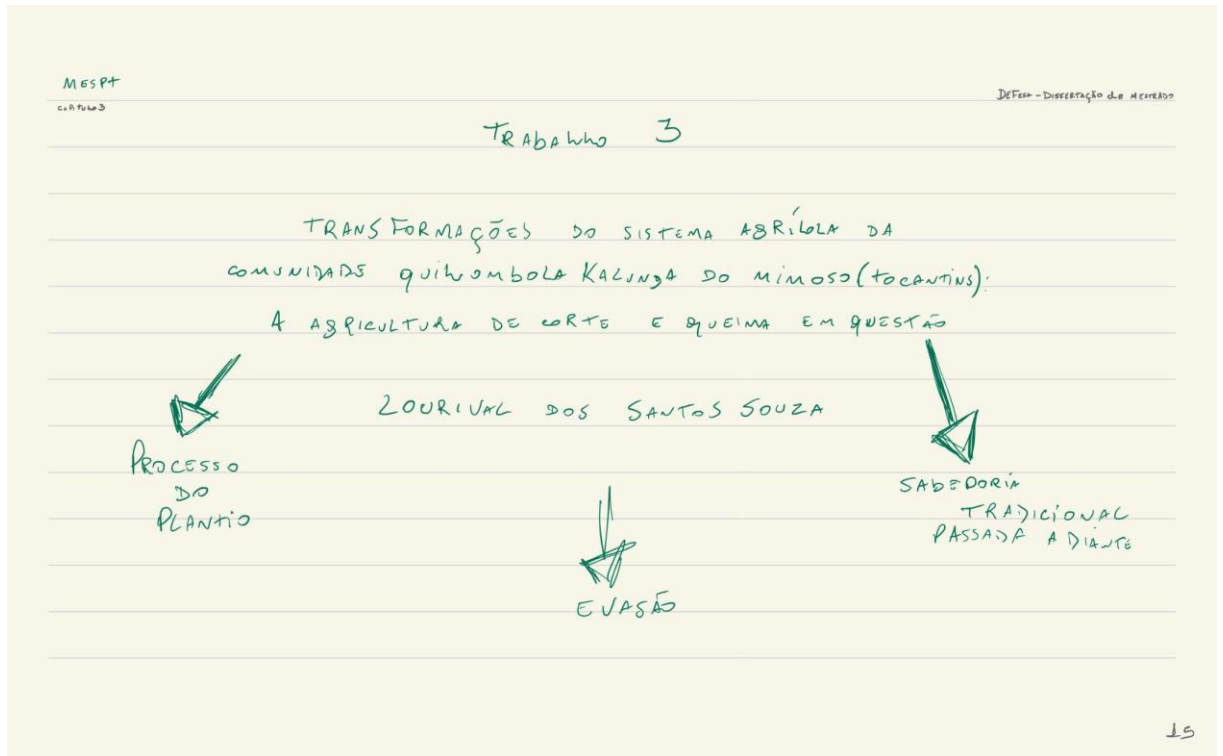 MESPT
CAPÍTULO 3
DEFESA - DISSERTAÇÃO de MESTRADO
TRABALHO 3
TRANSFORMAÇÕES DO SISTEMA AGRÍCOLA DA
COMUNIDADE QUILOMBOLA KALUNGA DO MIMOSO (TOCANTINS):
A AGRICULTURA DE CORTE E QUEIMA EM QUESTÃO
LOURIVAL DOS SANTOS SOUZA
PROCESSO
DO
PLANTIO
SABEDORIA
TRADICIONAL
PASSADA ADIANTE
EVASÃO
15